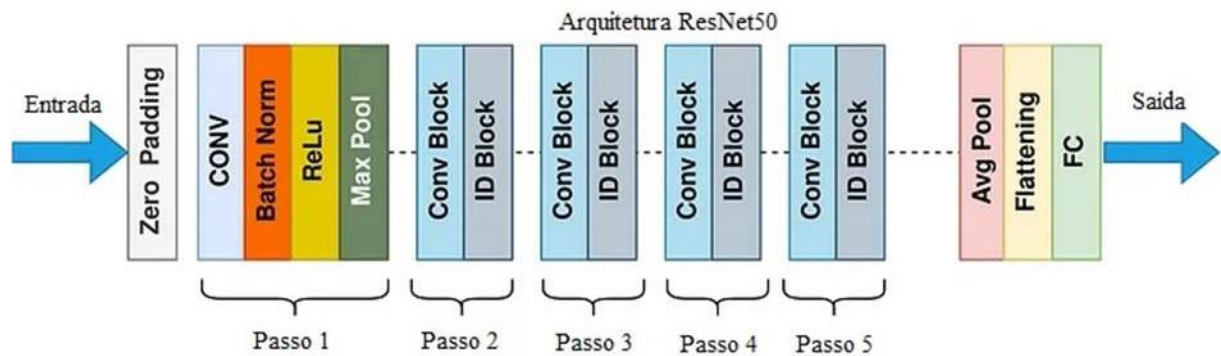 Arquitetura ResNet50
Entrada
Zero Padding
CONV
Batch Norm
ReLu
Max Pool
Conv Block
ID Block
Conv Block
ID Block
Conv Block
ID Block
Conv Block
ID Block
Avg Pool
Flattening
FC
Saida
Passo 1
Passo 2
Passo 3
Passo 4
Passo 5